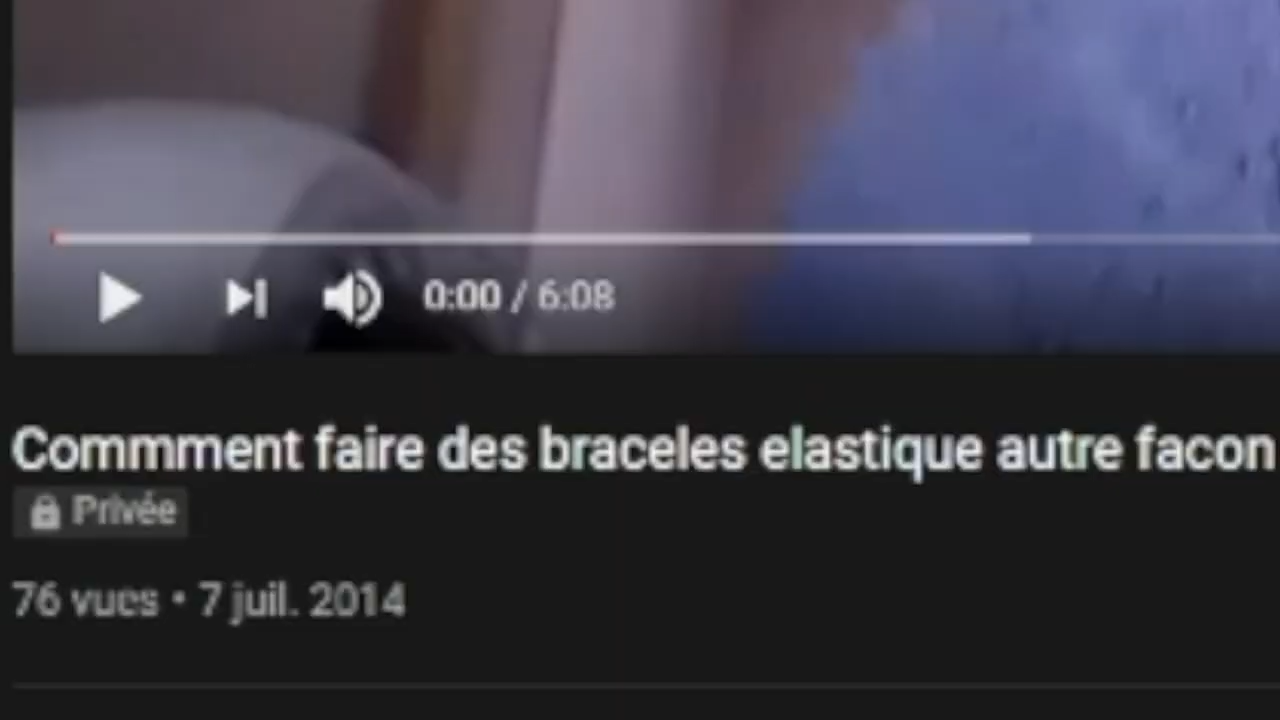 0:00 / 6:08
Commment faire des braceles elastique autre facon
Privée
76 vues • 7 juil. 2014